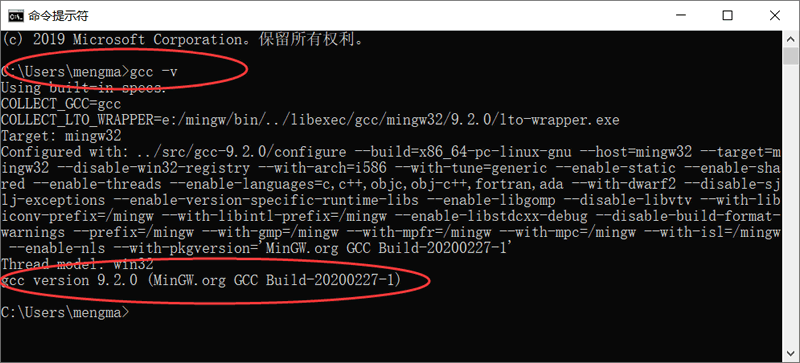 命令提示符
(c) 2019 Microsoft Corporation。保留所有权利。
C:\Users\mengma>gcc -v
Using built-in specs.
COLLECT_GCC=gcc
COLLECT_LTO_WRAPPER=e:/mingw/bin/../libexec/gcc/mingw32/9.2.0/lto-wrapper.exe
Target: mingw32
Configured with: ../src/gcc-9.2.0/configure --build=x86_64-pc-linux-gnu --host=mingw32 --target=m
ingw32 --disable-win32-registry --with-arch=i586 --with-tune=generic --enable-static --enable-sha
red --enable-threads --enable-languages=c,c++,objc,obj-c++,fortran,ada --with-dwarf2 --disable-sj
lj-exceptions --enable-version-specific-runtime-libs --enable-libgomp --disable-libvtv --with-lib
iconv-prefix=/mingw --with-libintl-prefix=/mingw --enable-libstdcxx-debug --disable-build-format-
warnings --prefix=/mingw --with-gmp=/mingw --with-mpfr=/mingw --with-mpc=/mingw --with-isl=/mingw
--enable-nls --with-pkgversion='MinGW.org GCC Build-20200227-1'
Thread model: win32
gcc version 9.2.0 (MinGW.org GCC Build-20200227-1)
C:\Users\mengma>